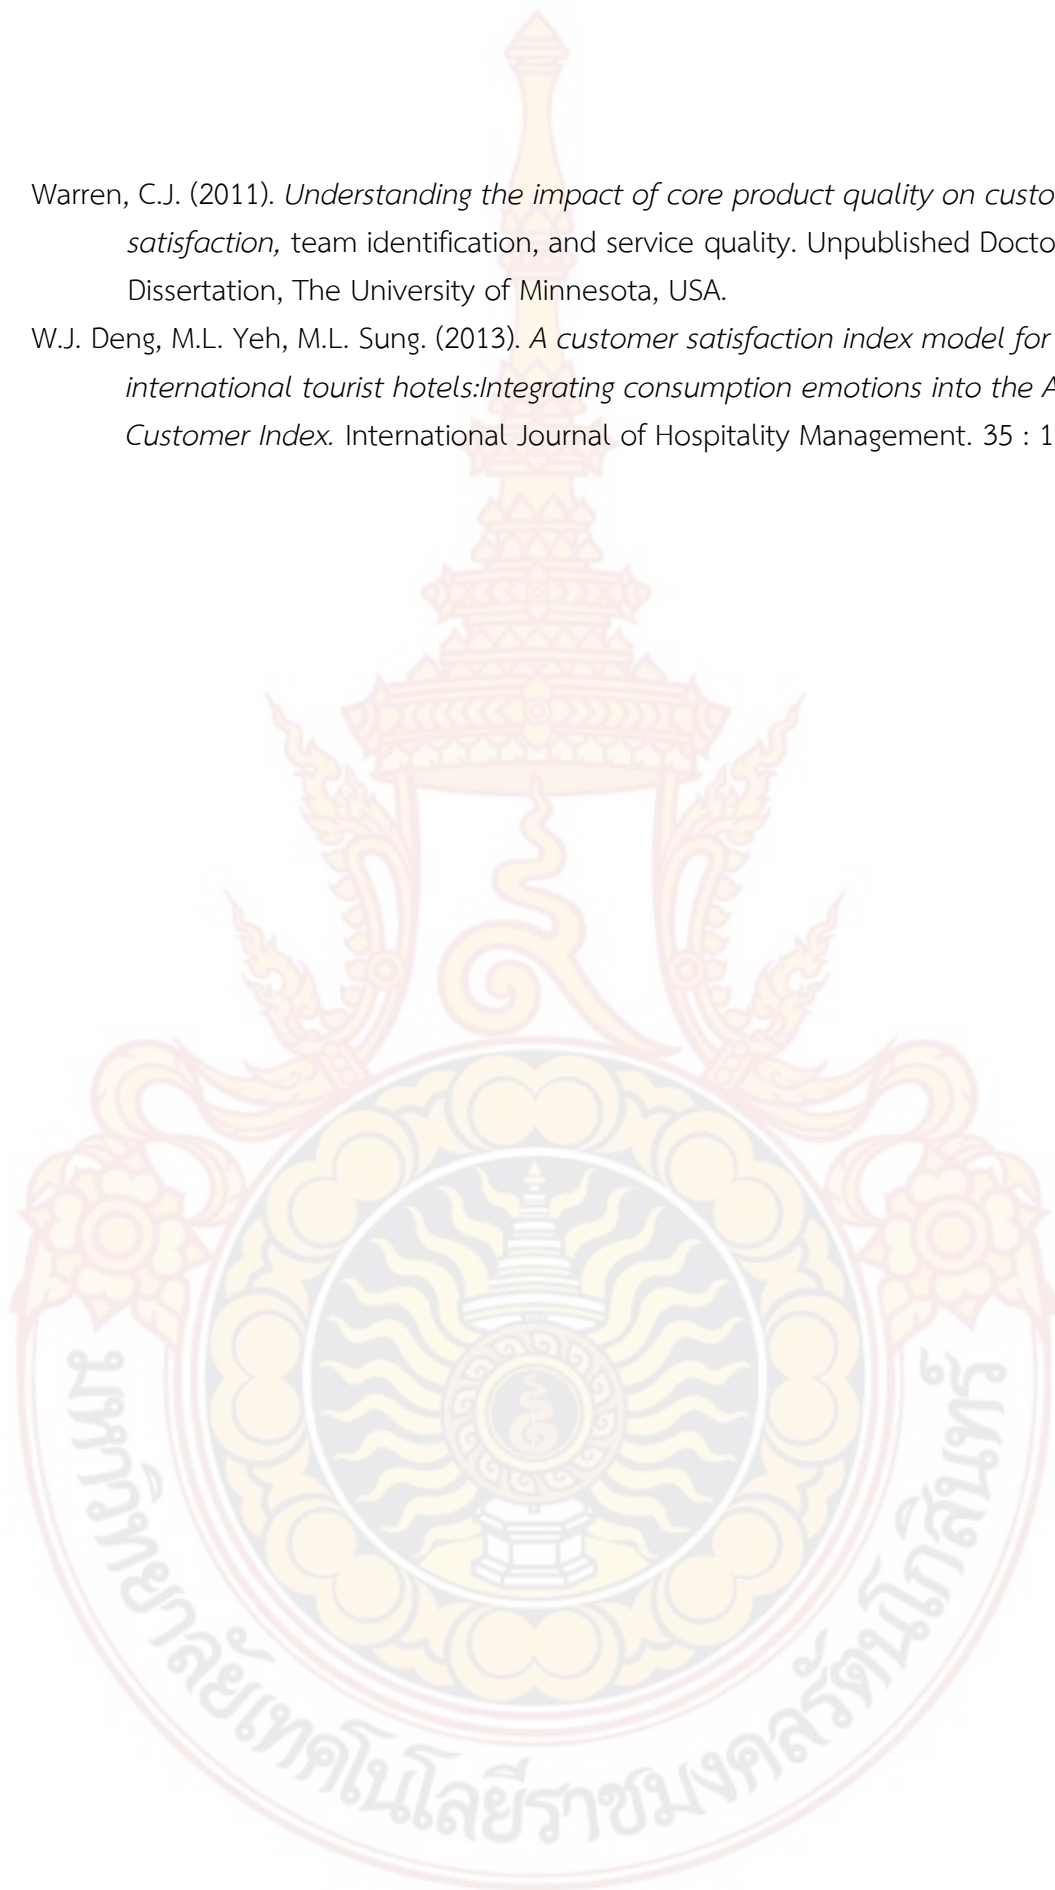 Warren, C.J. (2011). Understanding the impact of core product quality on custo
satisfaction, team identification, and service quality. Unpublished Docto
Dissertation, The University of Minnesota, USA.
W.J. Deng, M.L. Yeh, M.L. Sung. (2013). A customer satisfaction index model for
international tourist hotels:Integrating consumption emotions into the A
Customer Index. International Journal of Hospitality Management. 35 : 1
มหาวิทยาลัยเทคโนโลยีราชมงคลรัตนโกสินทร์